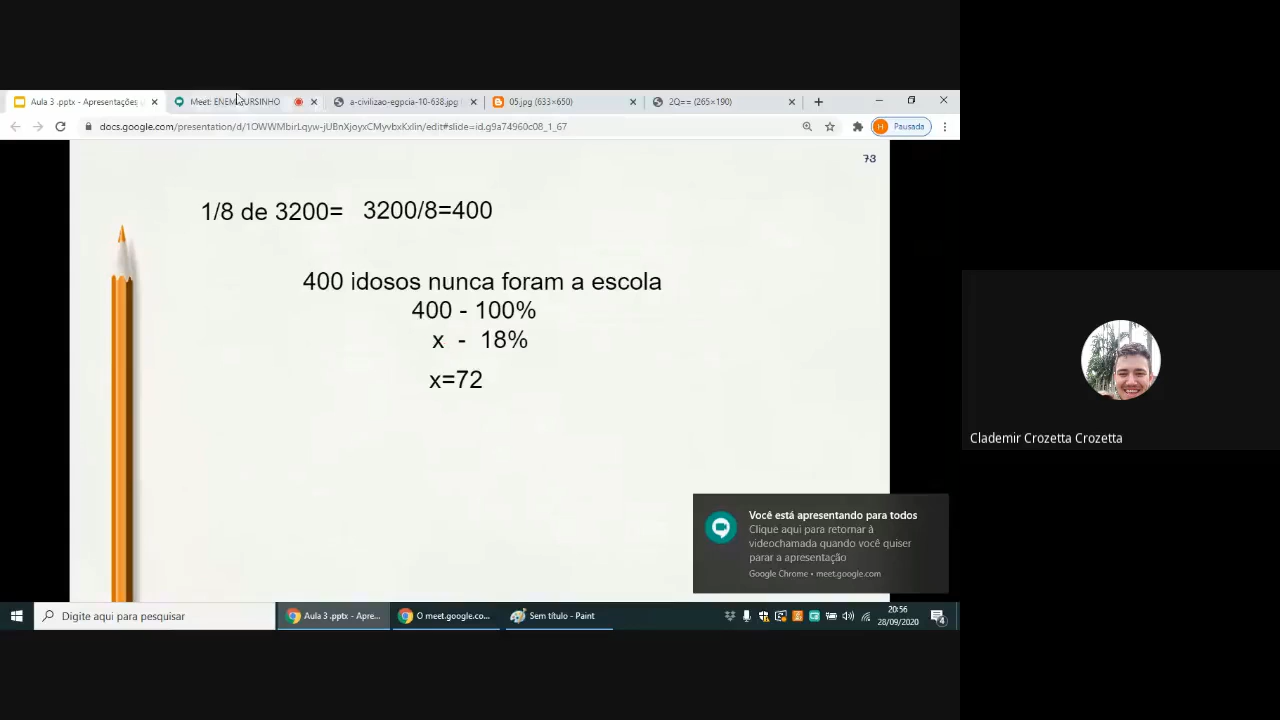 Aula 3 .pptx - Apresentações
Meet: ENEM CURSINHO
a-civilizao-egpcia-10-638.jpg
05.jpg (633×650)
2Q== (265×190)
docs.google.com/presentation/d/1OWWMbirLqyw-jUBnXjoyxCMyvbxKxlin/edit#slide=id.g9a74960c08_1_67
H Pausada
73
1/8 de 3200= 3200/8=400
400 idosos nunca foram a escola
400 - 100%
x - 18%
x=72
Clademir Crozetta Crozetta
Você está apresentando para todos
Clique aqui para retornar à
videochamada quando você quiser
parar a apresentação
Google Chrome • meet.google.com
Digite aqui para pesquisar
Aula 3 .pptx - Apre...
O meet.google.co...
Sem título - Paint
20:56
28/09/2020
4